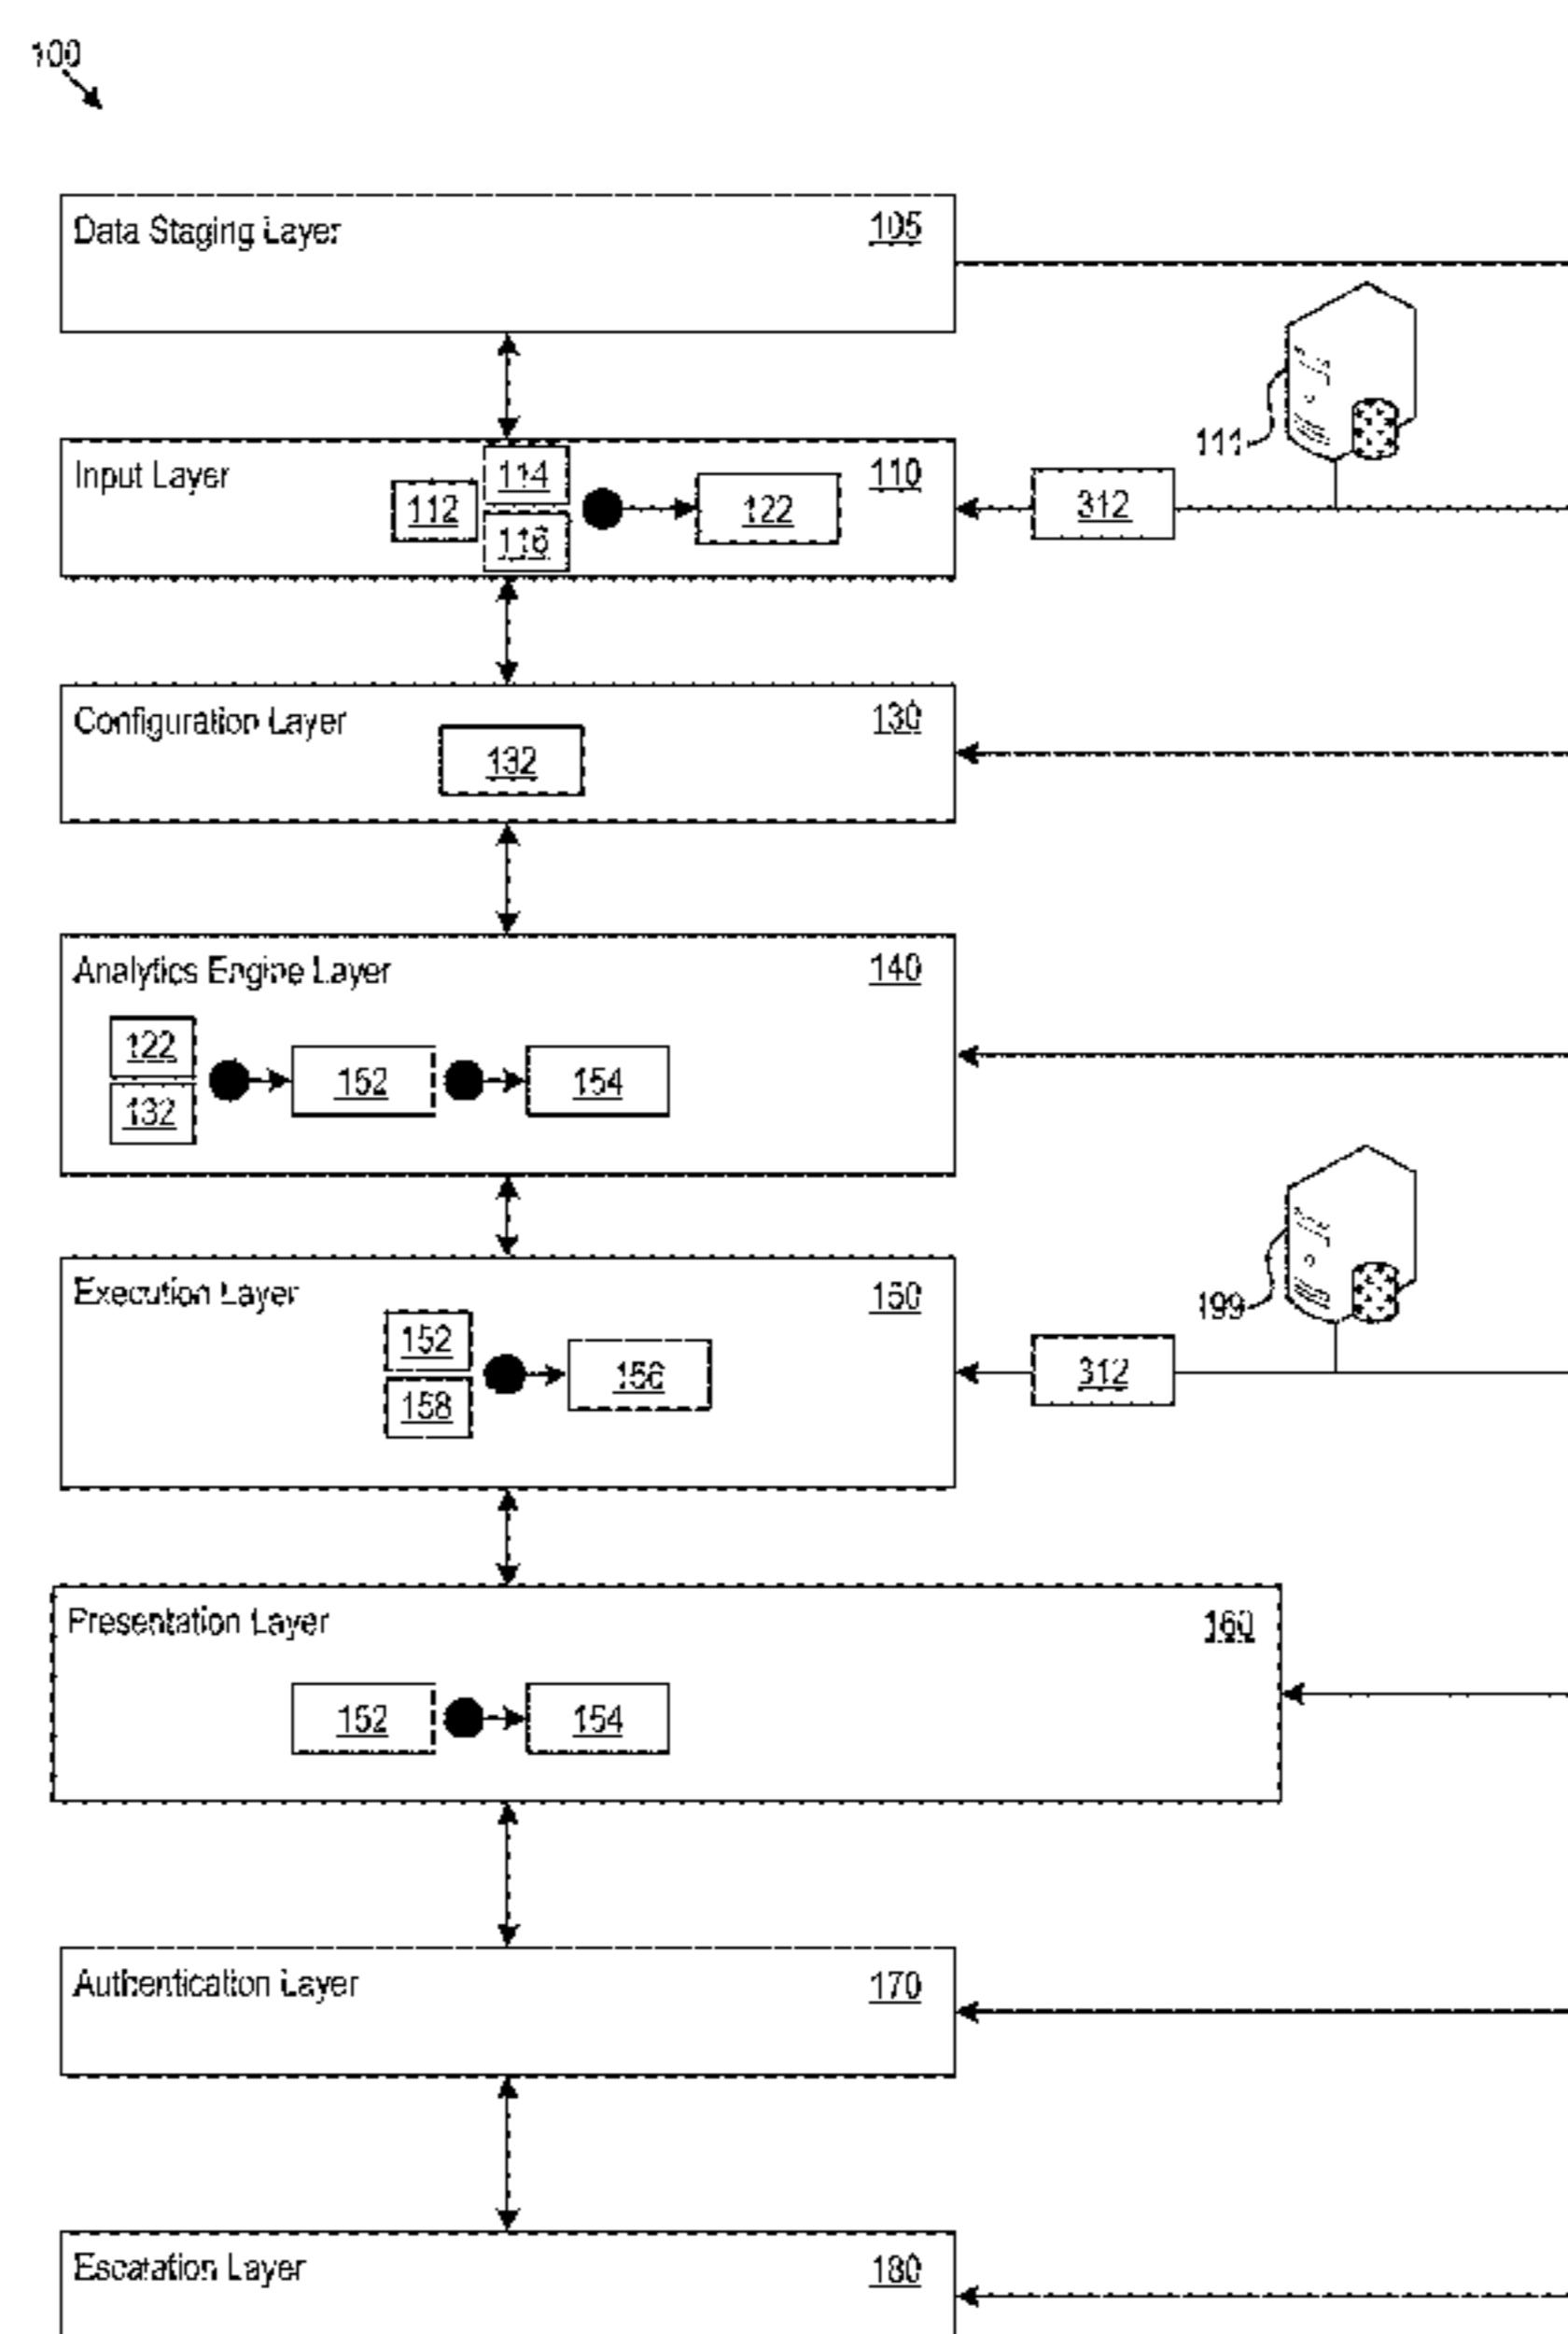 100
Data Staging Layer 105
111
Input Layer 110
114
112 122 312
116
Configuration Layer 130
132
Analytics Engine Layer 140
122
152 154
132
199
Execution Layer 150
152
156 312
158
Presentation Layer 160
152 154
Authentication Layer 170
Escalation Layer 180